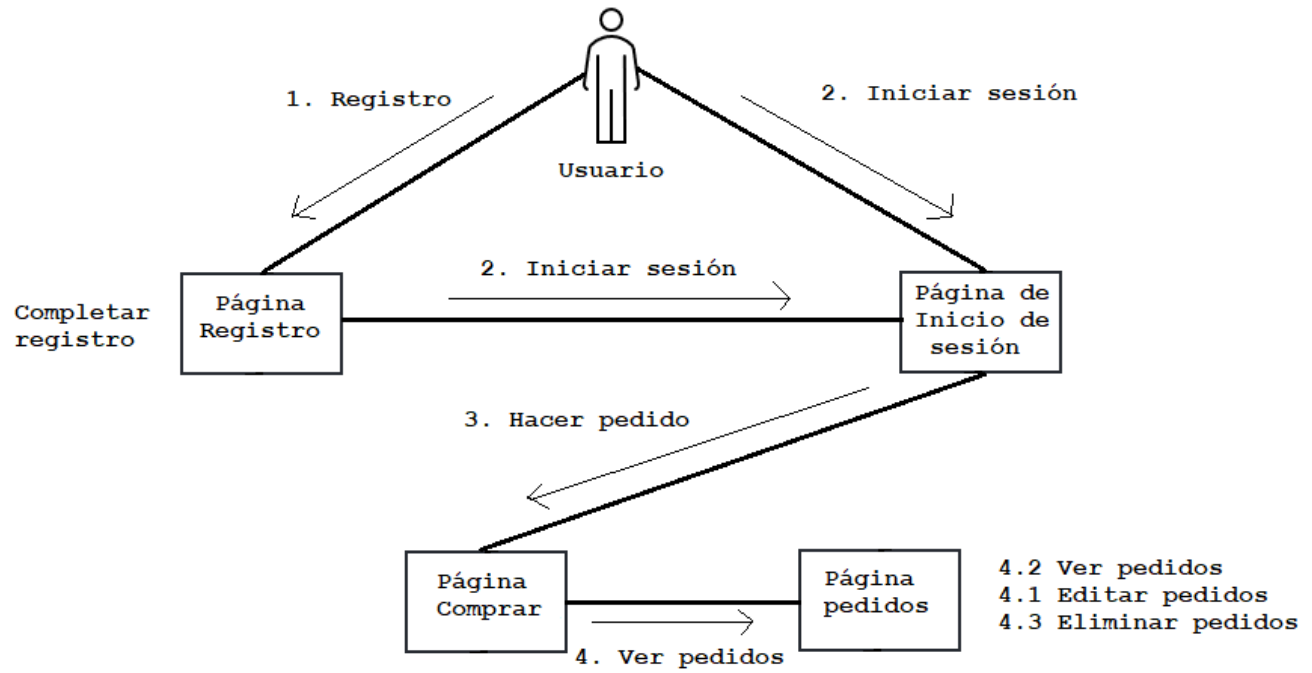 1. Registro
2. Iniciar sesión
Usuario
2. Iniciar sesión
Completar
registro
Página
Registro
Página de
Inicio de
sesión
3. Hacer pedido
Página
Comprar
4. Ver pedidos
Página
pedidos
4.2 Ver pedidos
4.1 Editar pedidos
4.3 Eliminar pedidos